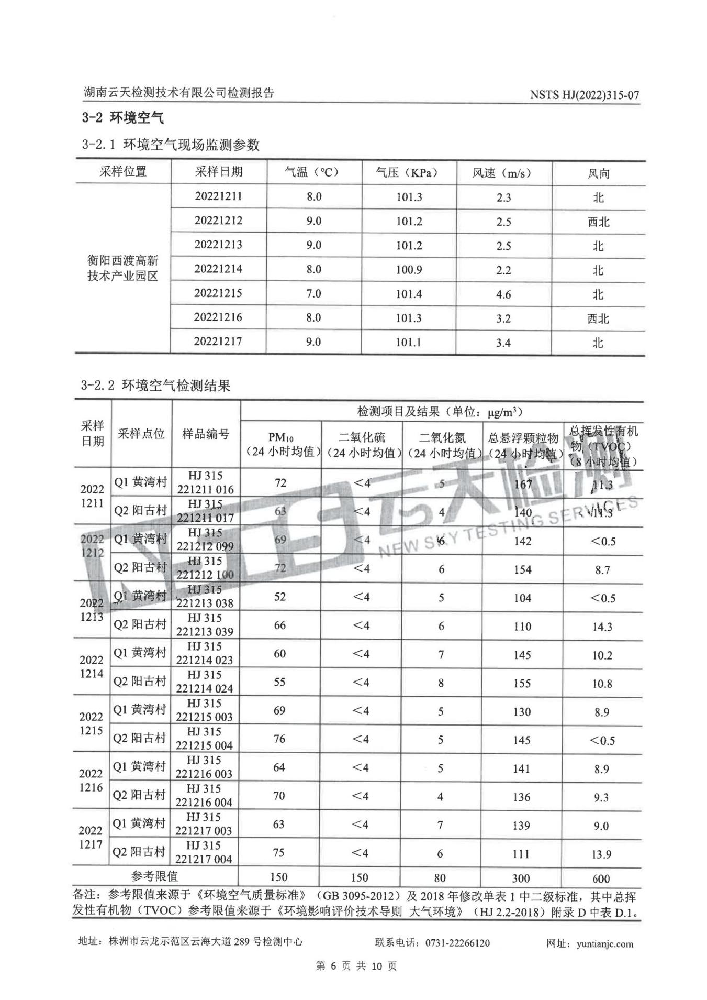 湖南云天检测技术有限公司检测报告 NSTS HJ(2022)315-07
3-2 环境空气
3-2.1 环境空气现场监测参数
采样位置 采样日期 气温（℃） 气压（KPa） 风速（m/s） 风向
衡阳西渡高新
技术产业园区
20221211 8.0 101.3 2.3 北
20221212 9.0 101.2 2.5 西北
20221213 9.0 101.2 2.5 北
20221214 8.0 100.9 2.2 北
20221215 7.0 101.4 4.6 北
20221216 8.0 101.3 3.2 西北
20221217 9.0 101.1 3.4 北
3-2.2 环境空气检测结果
采样
日期
采样点位 样品编号
检测项目及结果（单位：μg/m³）
PM₁₀
（24 小时均值）
二氧化硫
（24 小时均值）
二氧化氮
（24 小时均值）
总悬浮颗粒物
（24 小时均值）
总挥发性有机
物（TVOC）
（8 小时均值）
2022
1211
Q1 黄湾村 HJ 315
221211 016
72 ＜4 5 167 11.3
Q2 阳古村 HJ 315
221211 017
63 ＜4 4 140 11.3
2022
1212
Q1 黄湾村 HJ 315
221212 099
69 ＜4 6 142 ＜0.5
Q2 阳古村 HJ 315
221212 100
72 ＜4 6 154 8.7
2022
1213
Q1 黄湾村 HJ 315
221213 038
52 ＜4 5 104 ＜0.5
Q2 阳古村 HJ 315
221213 039
66 ＜4 6 110 14.3
2022
1214
Q1 黄湾村 HJ 315
221214 023
60 ＜4 7 145 10.2
Q2 阳古村 HJ 315
221214 024
55 ＜4 8 155 10.8
2022
1215
Q1 黄湾村 HJ 315
221215 003
69 ＜4 5 130 8.9
Q2 阳古村 HJ 315
221215 004
76 ＜4 5 145 ＜0.5
2022
1216
Q1 黄湾村 HJ 315
221216 003
64 ＜4 5 141 8.9
Q2 阳古村 HJ 315
221216 004
70 ＜4 4 136 9.3
2022
1217
Q1 黄湾村 HJ 315
221217 003
63 ＜4 7 139 9.0
Q2 阳古村 HJ 315
221217 004
75 ＜4 6 111 13.9
参考限值 150 150 80 300 600
备注：参考限值来源于《环境空气质量标准》（GB 3095-2012）及 2018 年修改单表 1 中二级标准，其中总挥
发性有机物（TVOC）参考限值来源于《环境影响评价技术导则 大气环境》（HJ 2.2-2018）附录 D 中表 D.1。
云天检测
NEW SKY TESTING SERVICES
地址：株洲市云龙示范区云海大道 289 号检测中心 联系电话：0731-22266120 网址：yuntianjc.com
第 6 页 共 10 页